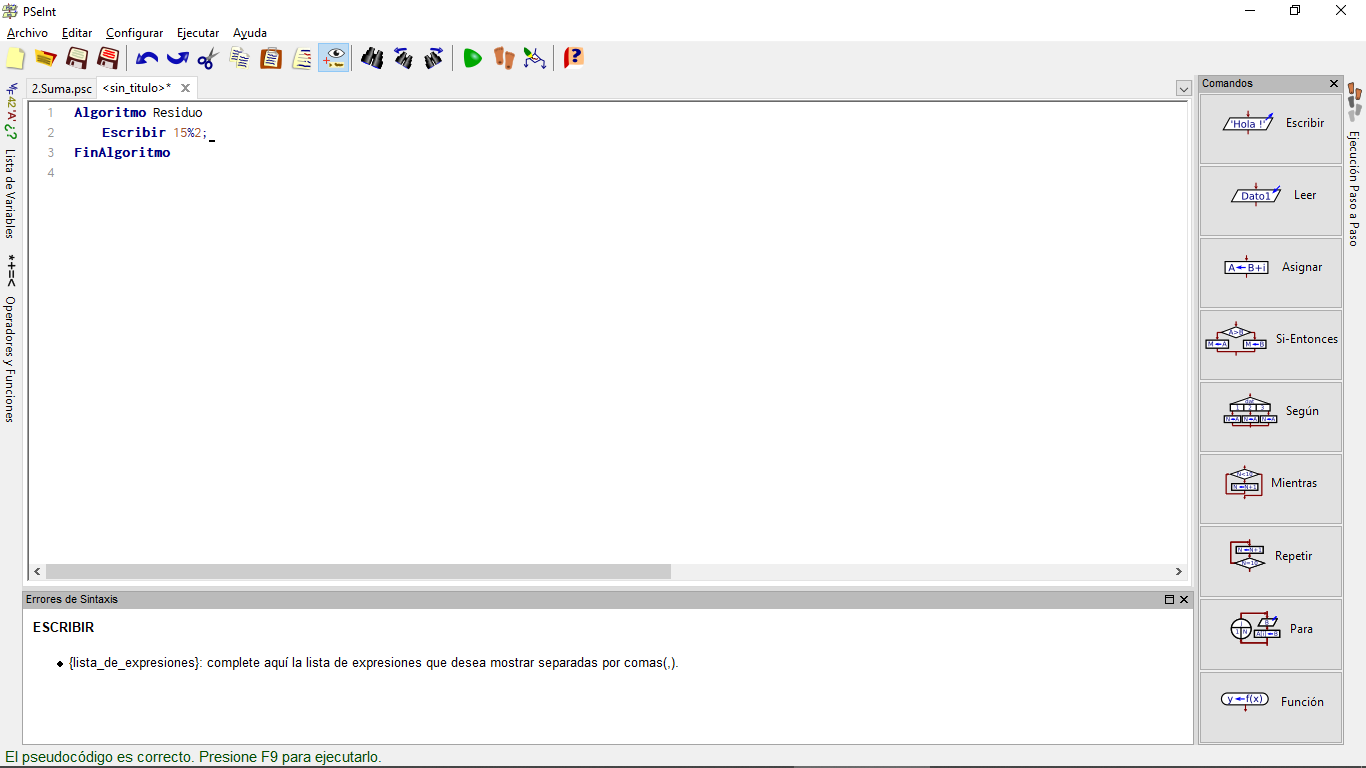 PSeInt
Archivo Editar Configurar Ejecutar Ayuda
2.Suma.psc <sin_titulo>*
1 Algoritmo Residuo
2 Escribir 15%2;
3 FinAlgoritmo
4
42 'A' ¿? Lista de Variables
*+=< Operadores y Funciones
Errores de Sintaxis
ESCRIBIR
{lista_de_expresiones}: complete aquí la lista de expresiones que desea mostrar separadas por comas(,).
El pseudocódigo es correcto. Presione F9 para ejecutarlo.
Comandos
'Hola !' Escribir
Dato1 Leer
A←B+i Asignar
A>B M←A M←B Si-Entonces
Según
Mientras
Repetir
Para
y←f(x) Función
Ejecución Paso a Paso